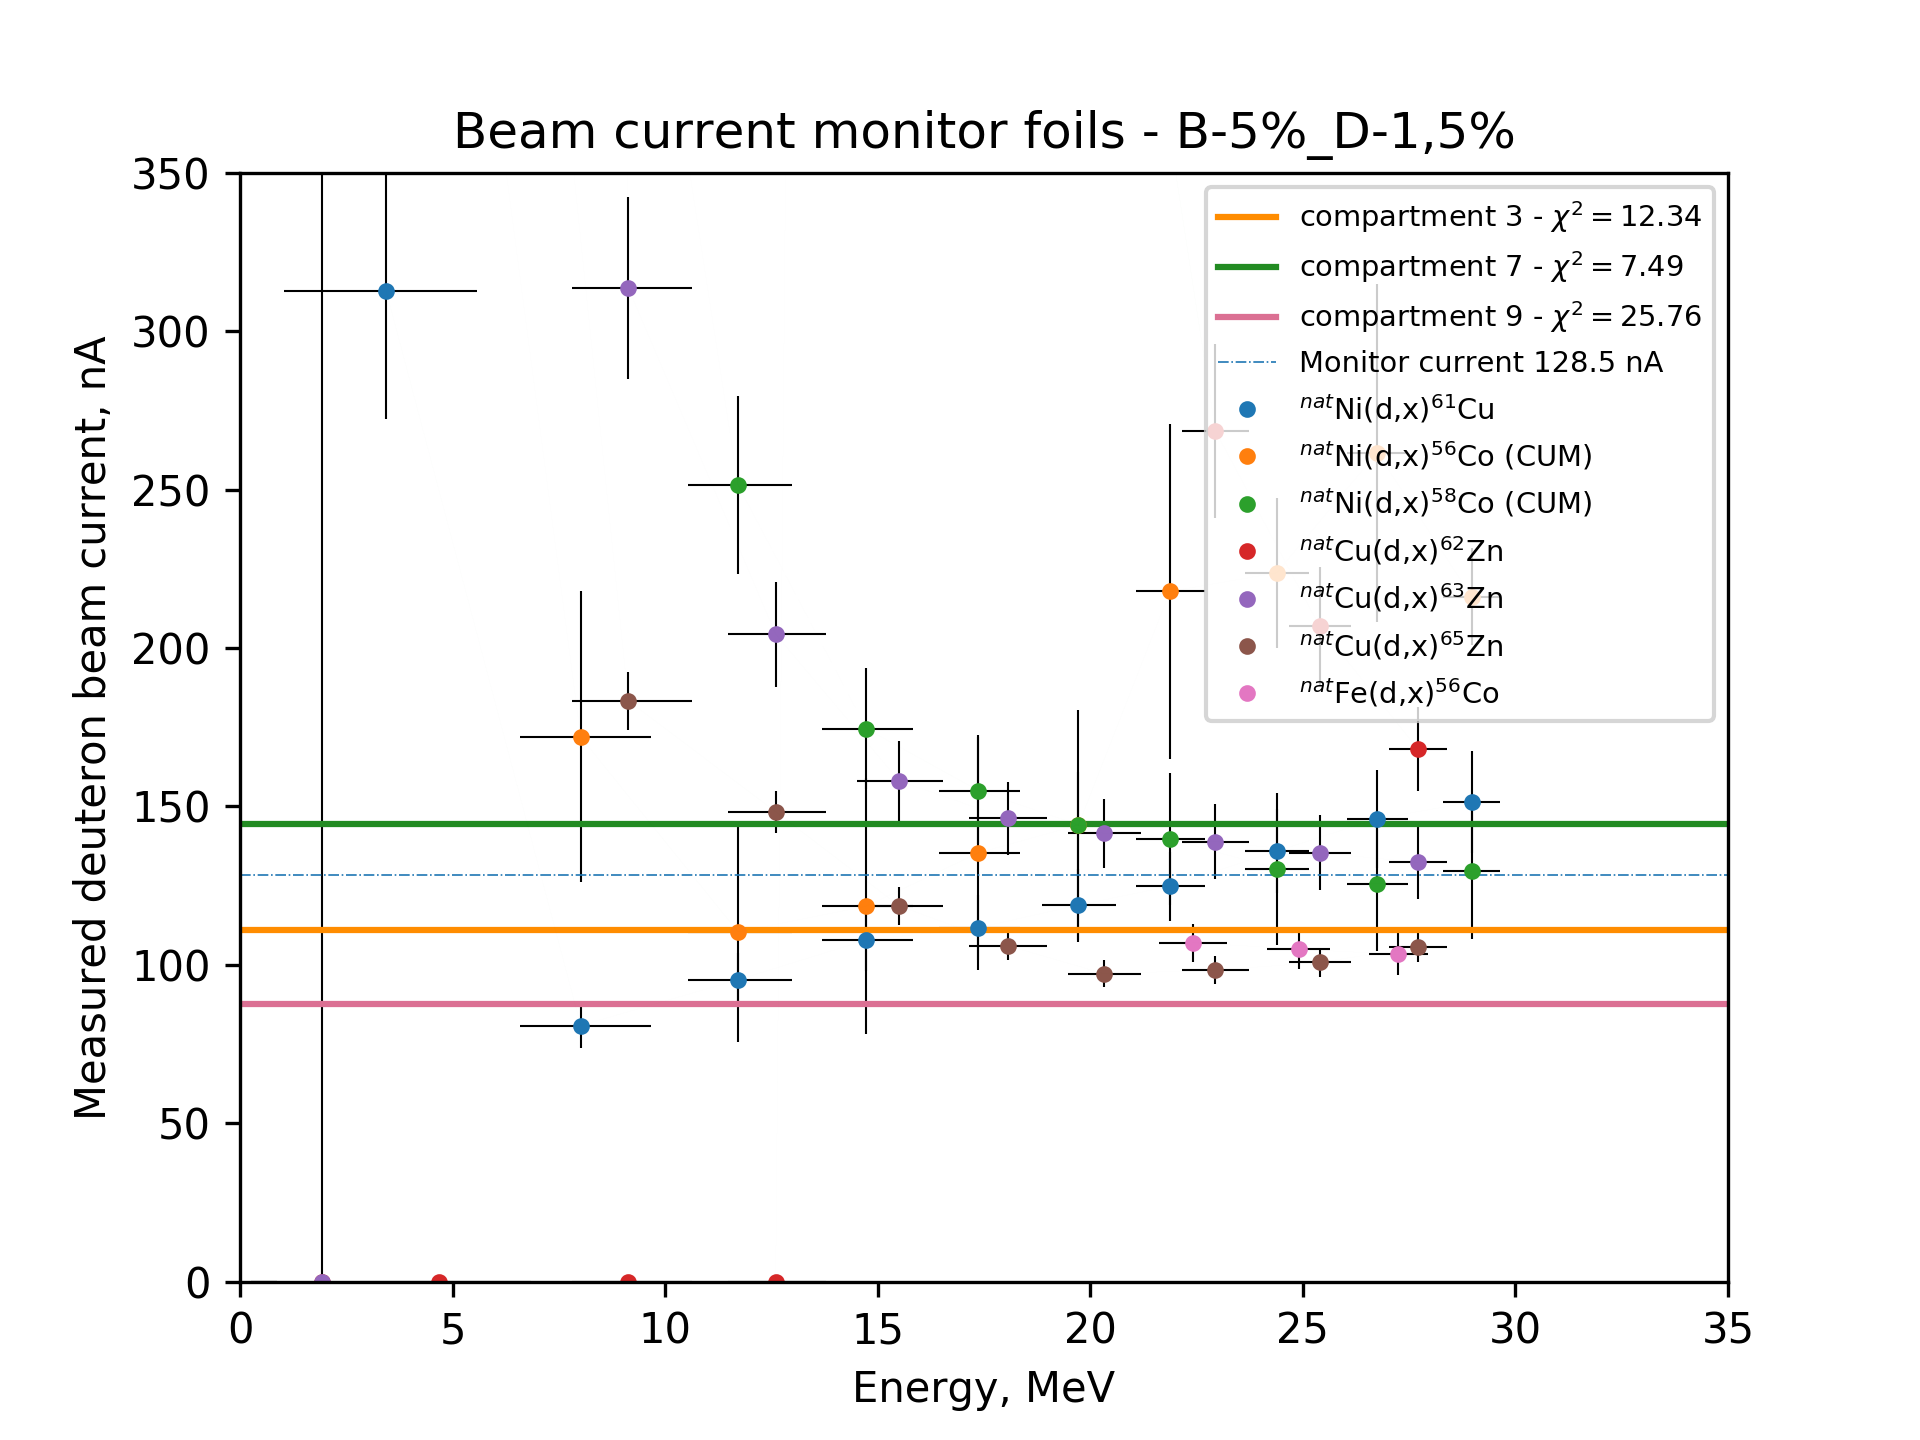 Beam current monitor foils - B-5%_D-1,5%
Measured deuteron beam current, nA
350
300
250
200
150
100
50
0
compartment 3 - χ² = 12.34
compartment 7 - χ² = 7.49
compartment 9 - χ² = 25.76
Monitor current 128.5 nA
ⁿᵃᵗNi(d,x)⁶¹Cu
ⁿᵃᵗNi(d,x)⁵⁶Co (CUM)
ⁿᵃᵗNi(d,x)⁵⁸Co (CUM)
ⁿᵃᵗCu(d,x)⁶²Zn
ⁿᵃᵗCu(d,x)⁶³Zn
ⁿᵃᵗCu(d,x)⁶⁵Zn
ⁿᵃᵗFe(d,x)⁵⁶Co
0 5 10 15 20 25 30 35
Energy, MeV